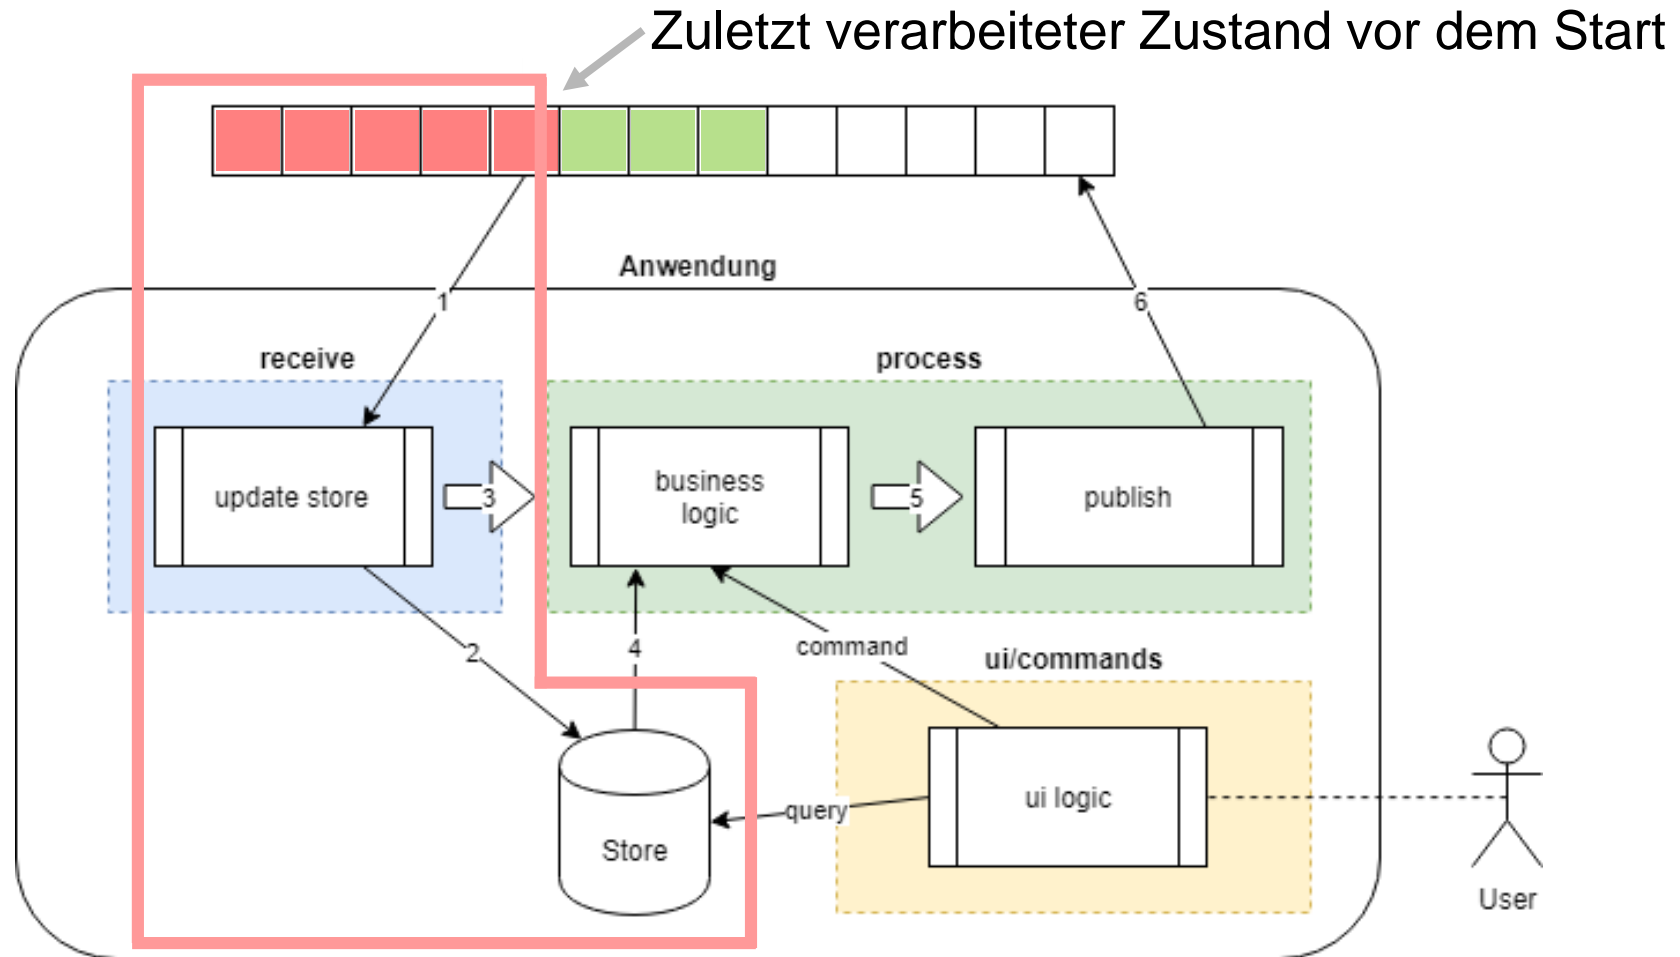 Zuletzt verarbeiteter Zustand vor dem Start
Anwendung
1
6
receive
process
update store
3
business
logic
5
publish
2
4
command
ui/commands
query
ui logic
Store
User